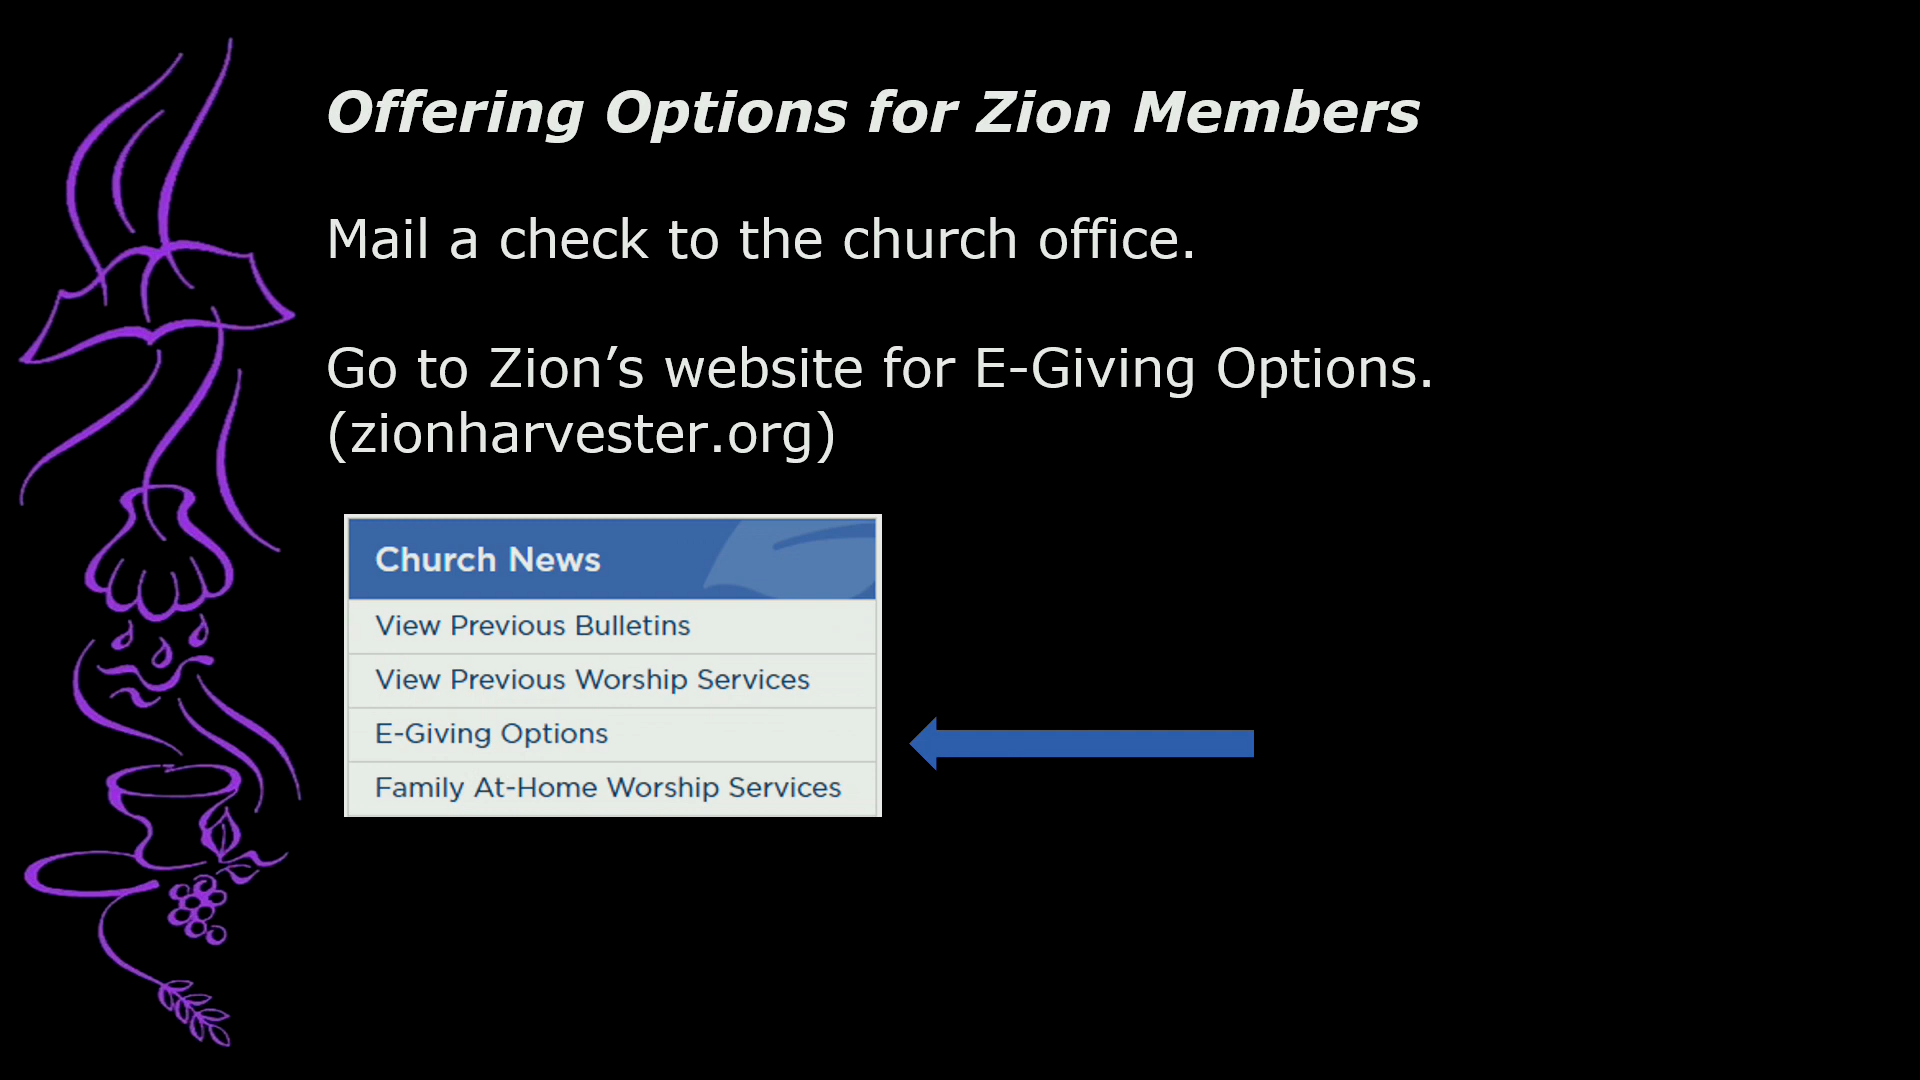 Offering Options for Zion Members
Mail a check to the church office.
Go to Zion’s website for E-Giving Options.
(zionharvester.org)
Church News
View Previous Bulletins
View Previous Worship Services
E-Giving Options
Family At-Home Worship Services